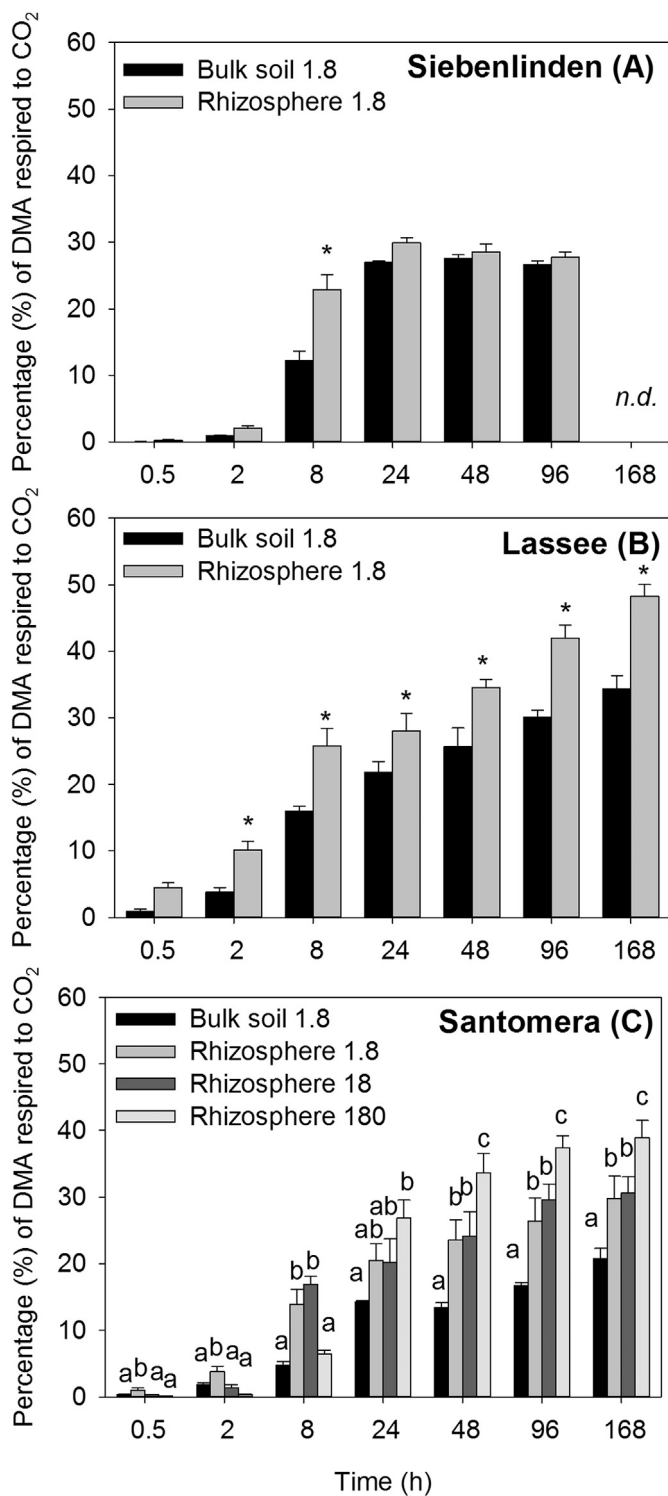 Percentage (%) of DMA respired to CO2
60
50
40
30
20
10
0
Bulk soil 1.8
Rhizosphere 1.8
Siebenlinden (A)
*
n.d.
0.5 2 8 24 48 96 168
Percentage (%) of DMA respired to CO2
60
50
40
30
20
10
0
Bulk soil 1.8
Rhizosphere 1.8
Lassee (B)
* * * * * *
0.5 2 8 24 48 96 168
Percentage (%) of DMA respired to CO2
60
50
40
30
20
10
0
Bulk soil 1.8
Rhizosphere 1.8
Rhizosphere 18
Rhizosphere 180
Santomera (C)
a b a a a b a a a b b a a ab ab b a b b c a b b c a b b c
0.5 2 8 24 48 96 168
Time (h)